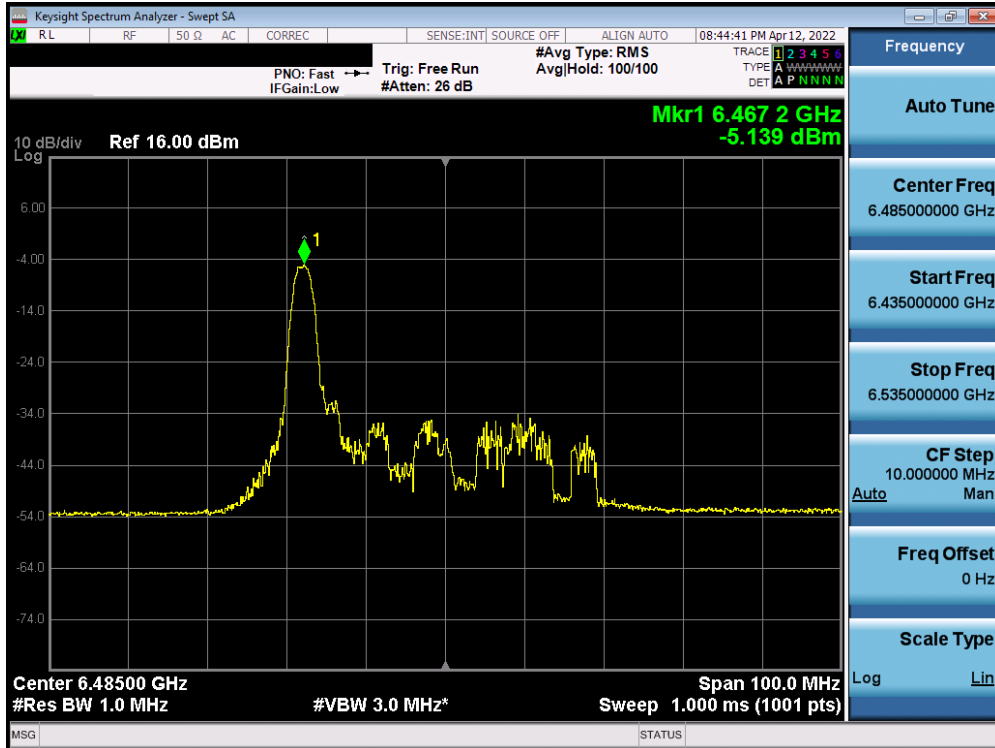 Keysight Spectrum Analyzer - Swept SA
LXI RL RF 50 Ω AC CORREC SENSE:INT SOURCE OFF ALIGN AUTO 08:44:41 PM Apr 12, 2022
#Avg Type: RMS TRACE 1 2 3 4 5 6
PNO: Fast Trig: Free Run Avg|Hold: 100/100 TYPE A WWWWW
IFGain:Low #Atten: 26 dB DET A P N N N N
Mkr1 6.467 2 GHz
-5.139 dBm
10 dB/div Ref 16.00 dBm
Log
1
6.00
-4.00
-14.0
-24.0
-34.0
-44.0
-54.0
-64.0
-74.0
Center 6.48500 GHz Span 100.0 MHz
#Res BW 1.0 MHz #VBW 3.0 MHz* Sweep 1.000 ms (1001 pts)
MSG STATUS
Frequency
Auto Tune
Center Freq
6.485000000 GHz
Start Freq
6.435000000 GHz
Stop Freq
6.535000000 GHz
CF Step
10.000000 MHz
Auto Man
Freq Offset
0 Hz
Scale Type
Log Lin